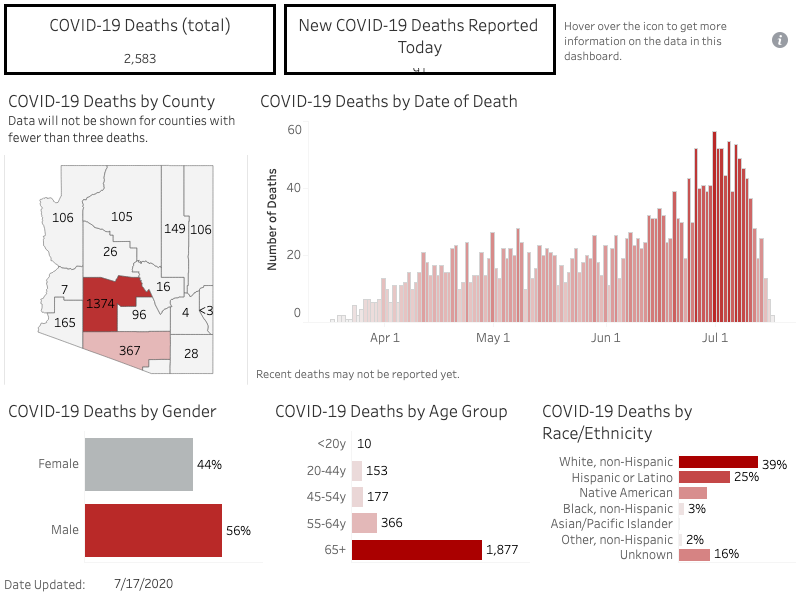 COVID-19 Deaths (total)
2,583
New COVID-19 Deaths Reported
Today
Hover over the icon to get more
information on the data in this
dashboard.
i
COVID-19 Deaths by County
Data will not be shown for counties with
fewer than three deaths.
106
105
149
106
26
7
16
1374
165
96
4
<3
367
28
COVID-19 Deaths by Date of Death
Number of Deaths
60
40
20
0
Apr 1
May 1
Jun 1
Jul 1
Recent deaths may not be reported yet.
COVID-19 Deaths by Gender
Female 44%
Male 56%
COVID-19 Deaths by Age Group
<20y 10
20-44y 153
45-54y 177
55-64y 366
65+ 1,877
COVID-19 Deaths by
Race/Ethnicity
White, non-Hispanic 39%
Hispanic or Latino 25%
Native American
Black, non-Hispanic 3%
Asian/Pacific Islander
Other, non-Hispanic 2%
Unknown 16%
Date Updated: 7/17/2020